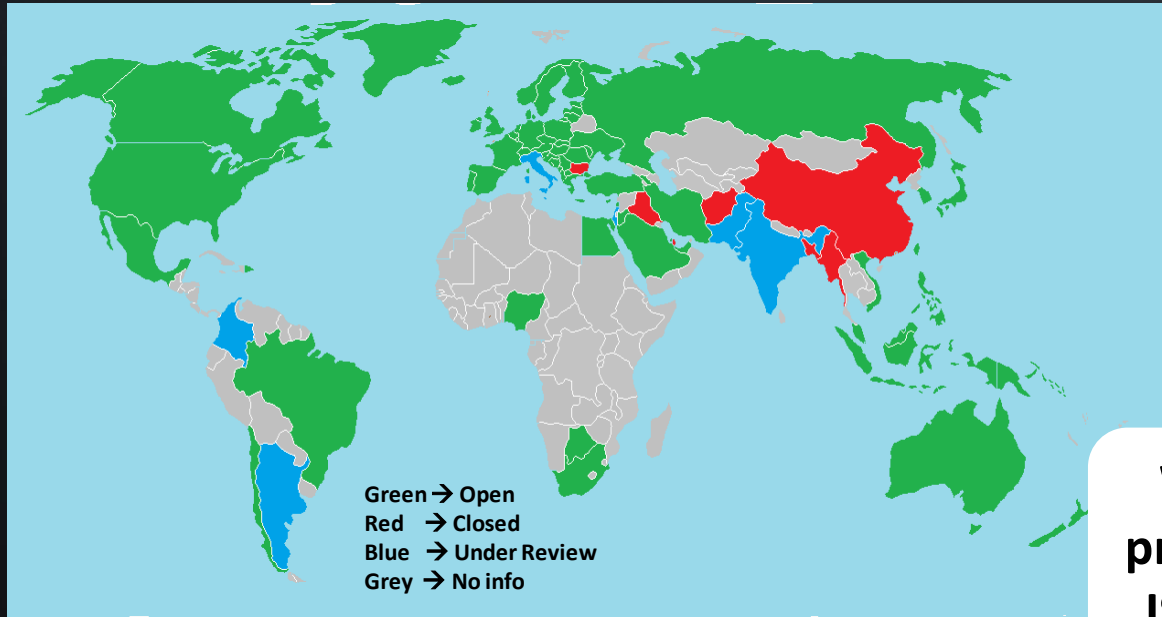 Green → Open
Red → Closed
Blue → Under Review
Grey → No info